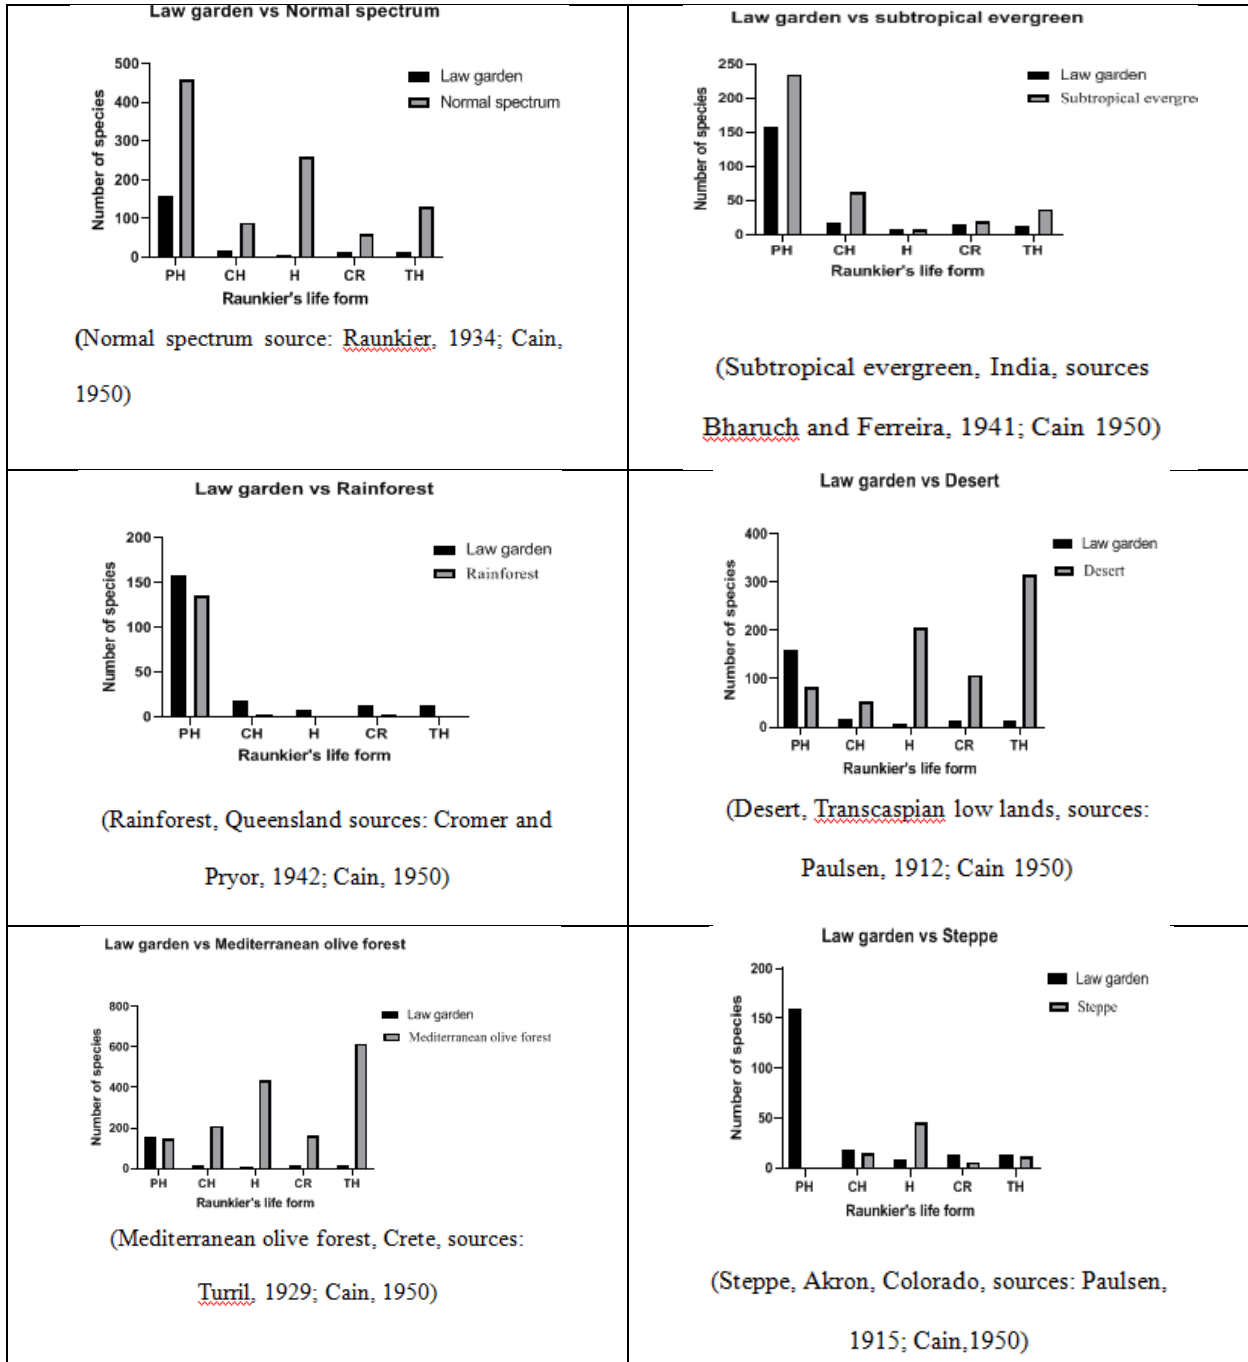 Law garden vs Normal spectrum
500
400
300
200
100
0
Number of species
Law garden
Normal spectrum
PH CH H CR TH
Raunkier's life form
(Normal spectrum source: Raunkier, 1934; Cain,
1950)
Law garden vs subtropical evergreen
250
200
150
100
50
0
Number of species
Law garden
Subtropical evergre
PH CH H CR TH
Raunkier's life form
(Subtropical evergreen, India, sources
Bharuch and Ferreira, 1941; Cain 1950)
Law garden vs Rainforest
200
150
100
50
0
Number of species
Law garden
Rainforest
PH CH H CR TH
Raunkier's life form
(Rainforest, Queensland sources: Cromer and
Pryor, 1942; Cain, 1950)
Law garden vs Desert
400
300
200
100
0
Number of species
Law garden
Desert
PH CH H CR TH
Raunkier's life form
(Desert, Transcaspian low lands, sources:
Paulsen, 1912; Cain 1950)
Law garden vs Mediterranean olive forest
800
600
400
200
0
Number of species
Law garden
Mediterranean olive forest
PH CH H CR TH
Raunkier's life form
(Mediterranean olive forest, Crete, sources:
Turril, 1929; Cain, 1950)
Law garden vs Steppe
200
150
100
50
0
Number of species
Law garden
Steppe
PH CH H CR TH
Raunkier's life form
(Steppe, Akron, Colorado, sources: Paulsen,
1915; Cain,1950)